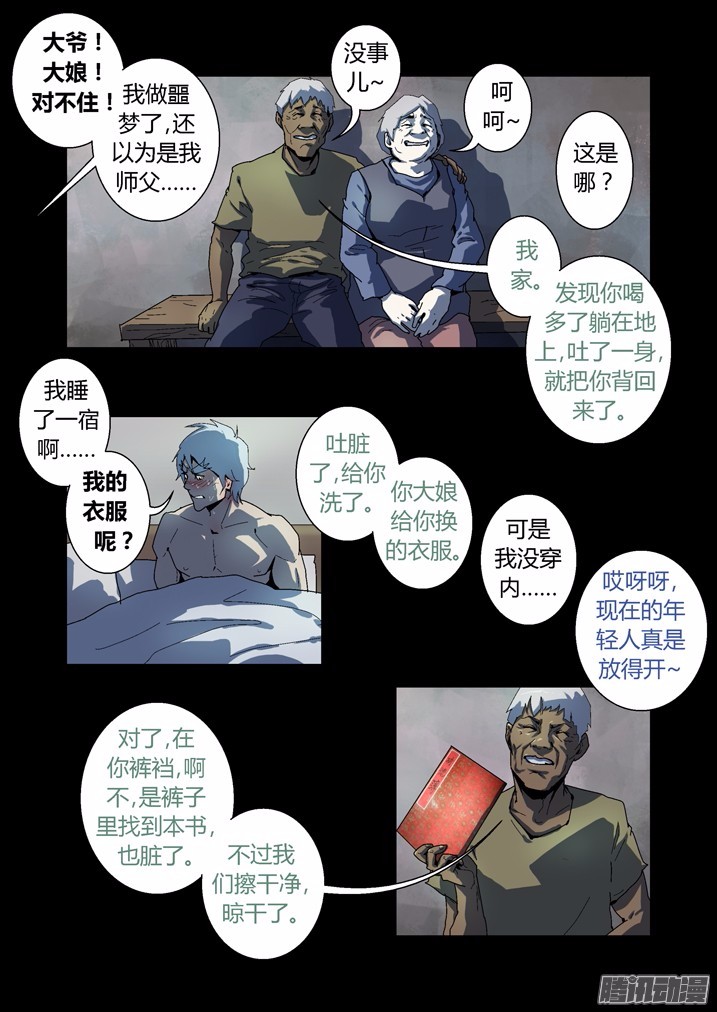 大爷！
大娘！
对不住！
我做噩
梦了,还
以为是我
师父……
没事
儿~
呵
呵~
这是
哪？
我
家。
发现你喝
多了躺在地
上,吐了一身,
就把你背回
来了。
我睡
了一宿
啊……
我的
衣服
呢？
吐脏
了,给你
洗了。
你大娘
给你换
的衣服。
可是
我没穿
内……
哎呀呀,
现在的年
轻人真是
放得开~
对了,在
你裤裆,啊
不,是裤子
里找到本书,
也脏了。
不过我
们擦干净,
晾干了。
腾讯动漫